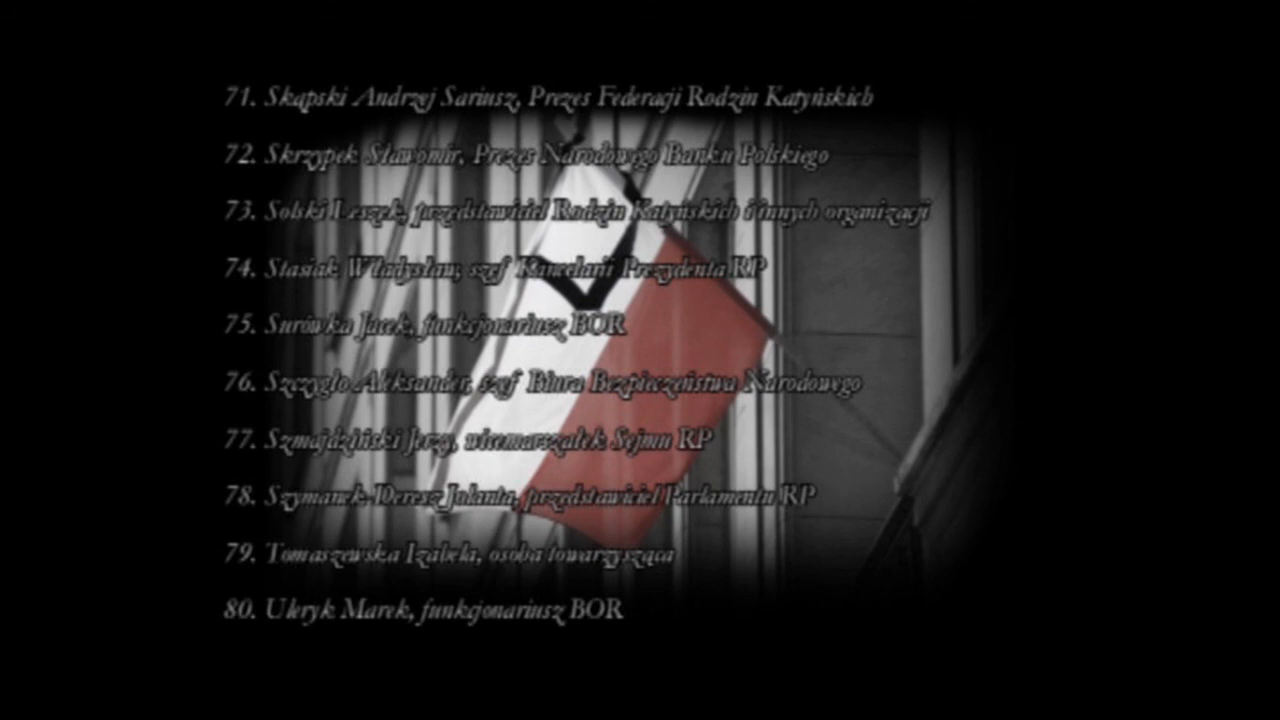 71. Skąpski Andrzej Sariusz, Prezes Federacji Rodzin Katyńskich
72. Skrzypek Sławomir, Prezes Narodowego Banku Polskiego
73. Solski Leszek, przedstawiciel Rodzin Katyńskich i innych organizacji
74. Stasiak Władysław, szef Kancelarii Prezydenta RP
75. Surówka Jacek, funkcjonariusz BOR
76. Szczygło Aleksander, szef Biura Bezpieczeństwa Narodowego
77. Szmajdziński Jerzy, wicemarszałek Sejmu RP
78. Szymanek-Deresz Jolanta, przedstawiciel Parlamentu RP
79. Tomaszewska Izabela, osoba towarzysząca
80. Uleryk Marek, funkcjonariusz BOR